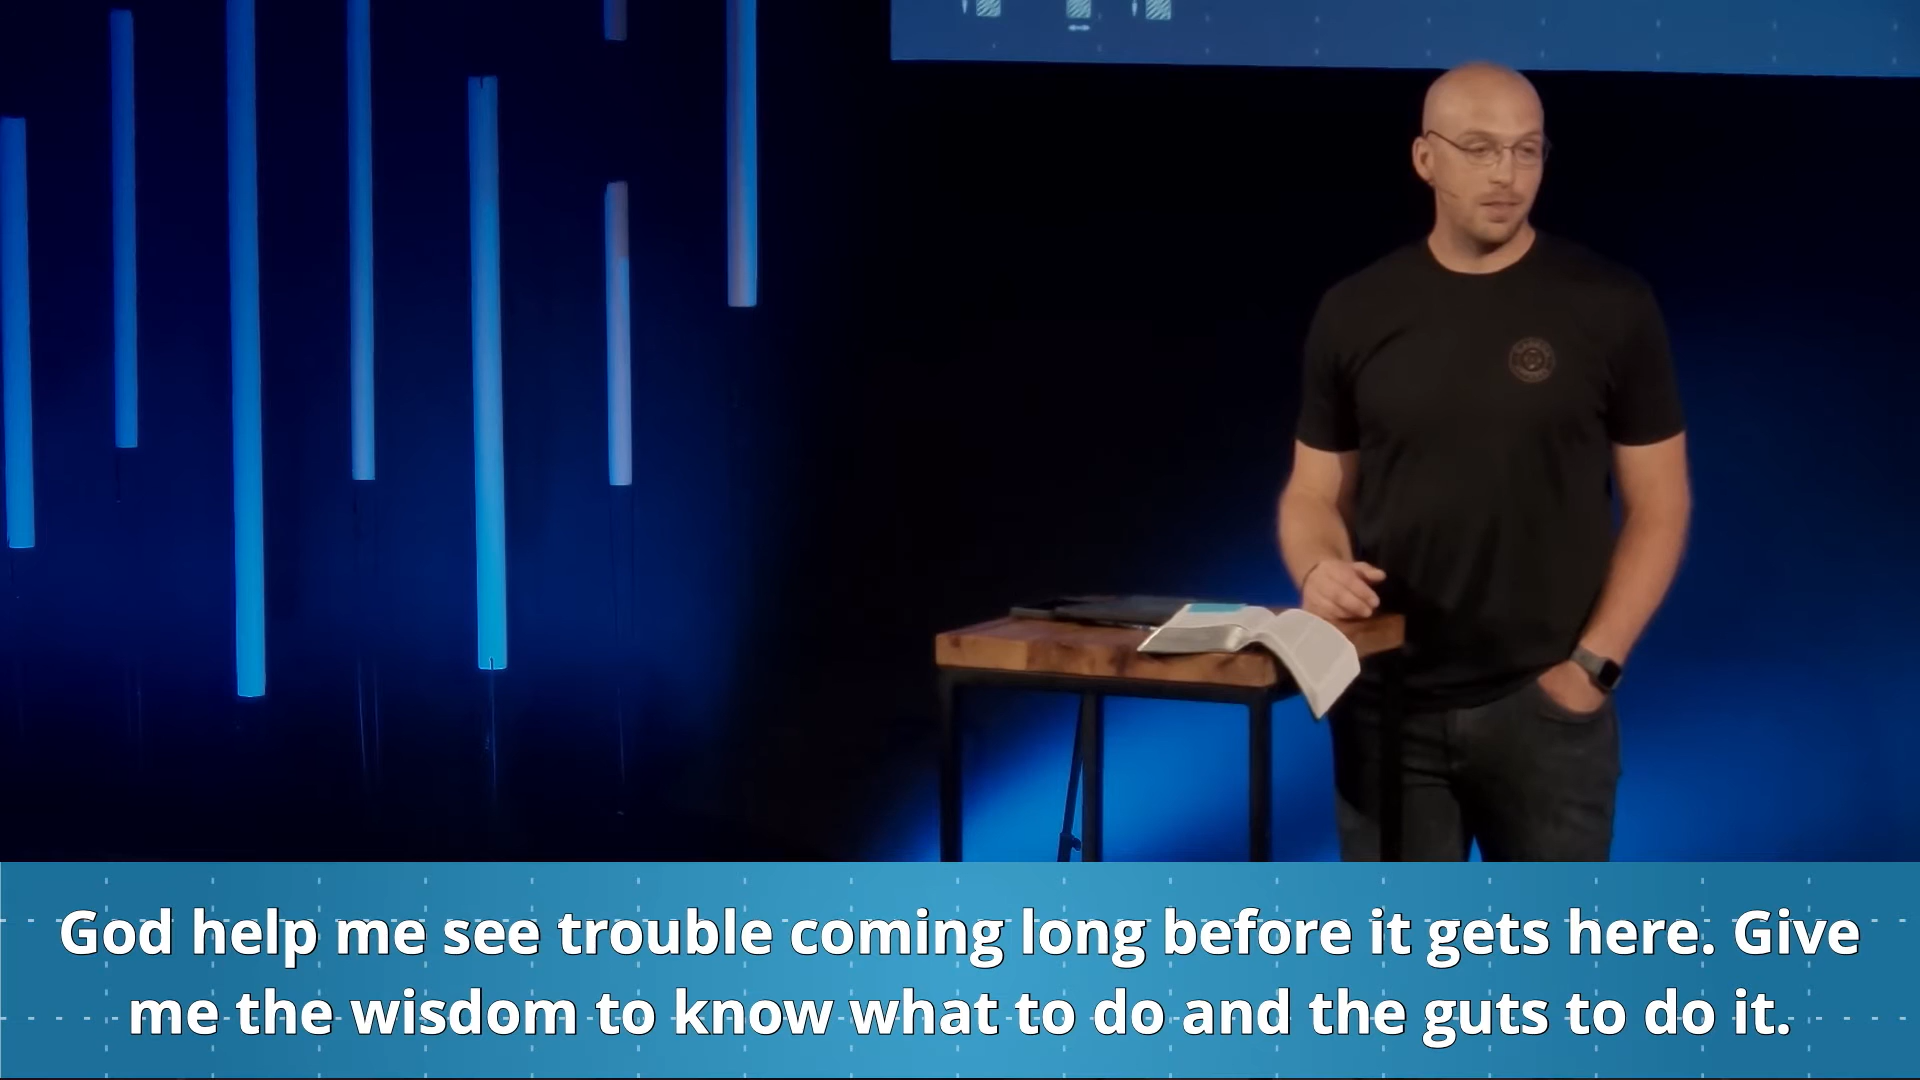 God help me see trouble coming long before it gets here. Give
me the wisdom to know what to do and the guts to do it.